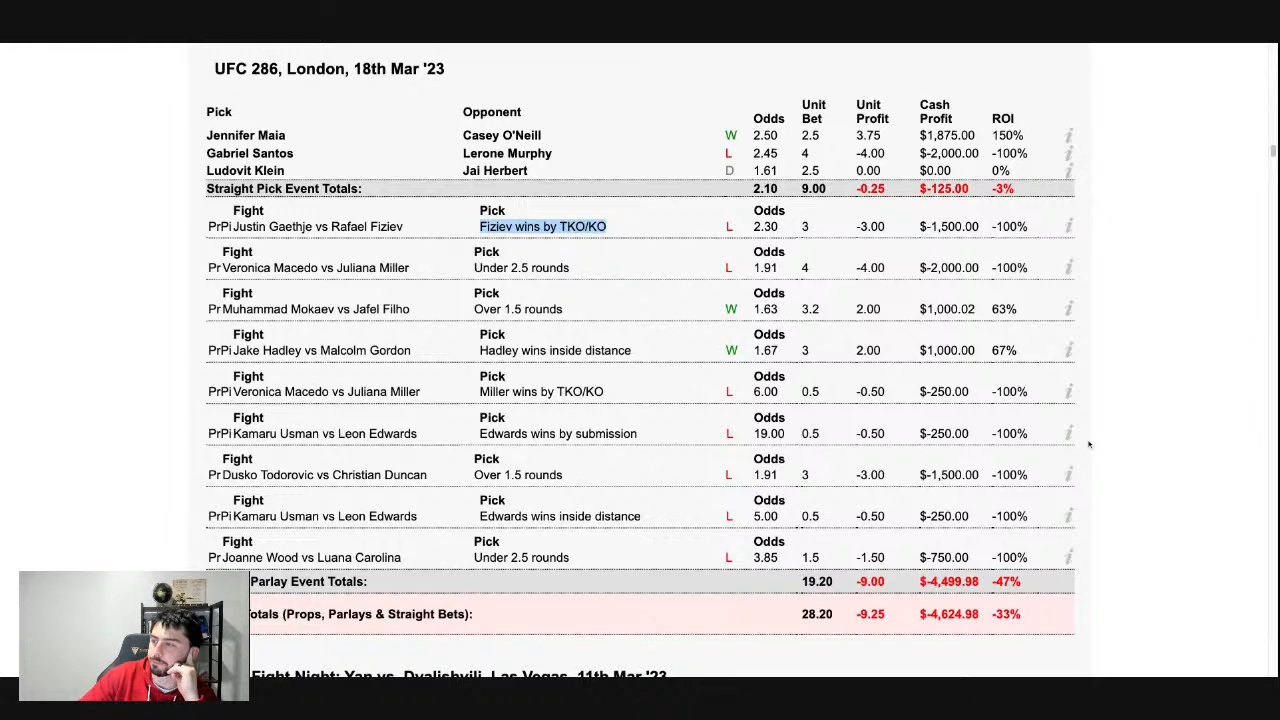 UFC 286, London, 18th Mar '23
Pick Opponent Odds Unit Bet Unit Profit Cash Profit ROI
Jennifer Maia Casey O'Neill W 2.50 2.5 3.75 $1,875.00 150%
Gabriel Santos Lerone Murphy L 2.45 4 -4.00 $-2,000.00 -100%
Ludovit Klein Jai Herbert D 1.61 2.5 0.00 $0.00 0%
Straight Pick Event Totals: 2.10 9.00 -0.25 $-125.00 -3%
Fight Pick Odds
PrPi Justin Gaethje vs Rafael Fiziev Fiziev wins by TKO/KO L 2.30 3 -3.00 $-1,500.00 -100%
Fight Pick Odds
Pr Veronica Macedo vs Juliana Miller Under 2.5 rounds L 1.91 4 -4.00 $-2,000.00 -100%
Fight Pick Odds
Pr Muhammad Mokaev vs Jafel Filho Over 1.5 rounds W 1.63 3.2 2.00 $1,000.02 63%
Fight Pick Odds
PrPi Jake Hadley vs Malcolm Gordon Hadley wins inside distance W 1.67 3 2.00 $1,000.00 67%
Fight Pick Odds
PrPi Veronica Macedo vs Juliana Miller Miller wins by TKO/KO L 6.00 0.5 -0.50 $-250.00 -100%
Fight Pick Odds
PrPi Kamaru Usman vs Leon Edwards Edwards wins by submission L 19.00 0.5 -0.50 $-250.00 -100%
Fight Pick Odds
Pr Dusko Todorovic vs Christian Duncan Over 1.5 rounds L 1.91 3 -3.00 $-1,500.00 -100%
Fight Pick Odds
PrPi Kamaru Usman vs Leon Edwards Edwards wins inside distance L 5.00 0.5 -0.50 $-250.00 -100%
Fight Pick Odds
Pr Joanne Wood vs Luana Carolina Under 2.5 rounds L 3.85 1.5 -1.50 $-750.00 -100%
Parlay Event Totals: 19.20 -9.00 $-4,499.98 -47%
otals (Props, Parlays & Straight Bets): 28.20 -9.25 $-4,624.98 -33%
Fight Night: Yan vs. Dvalishvili, Las Vegas, 11th Mar '23